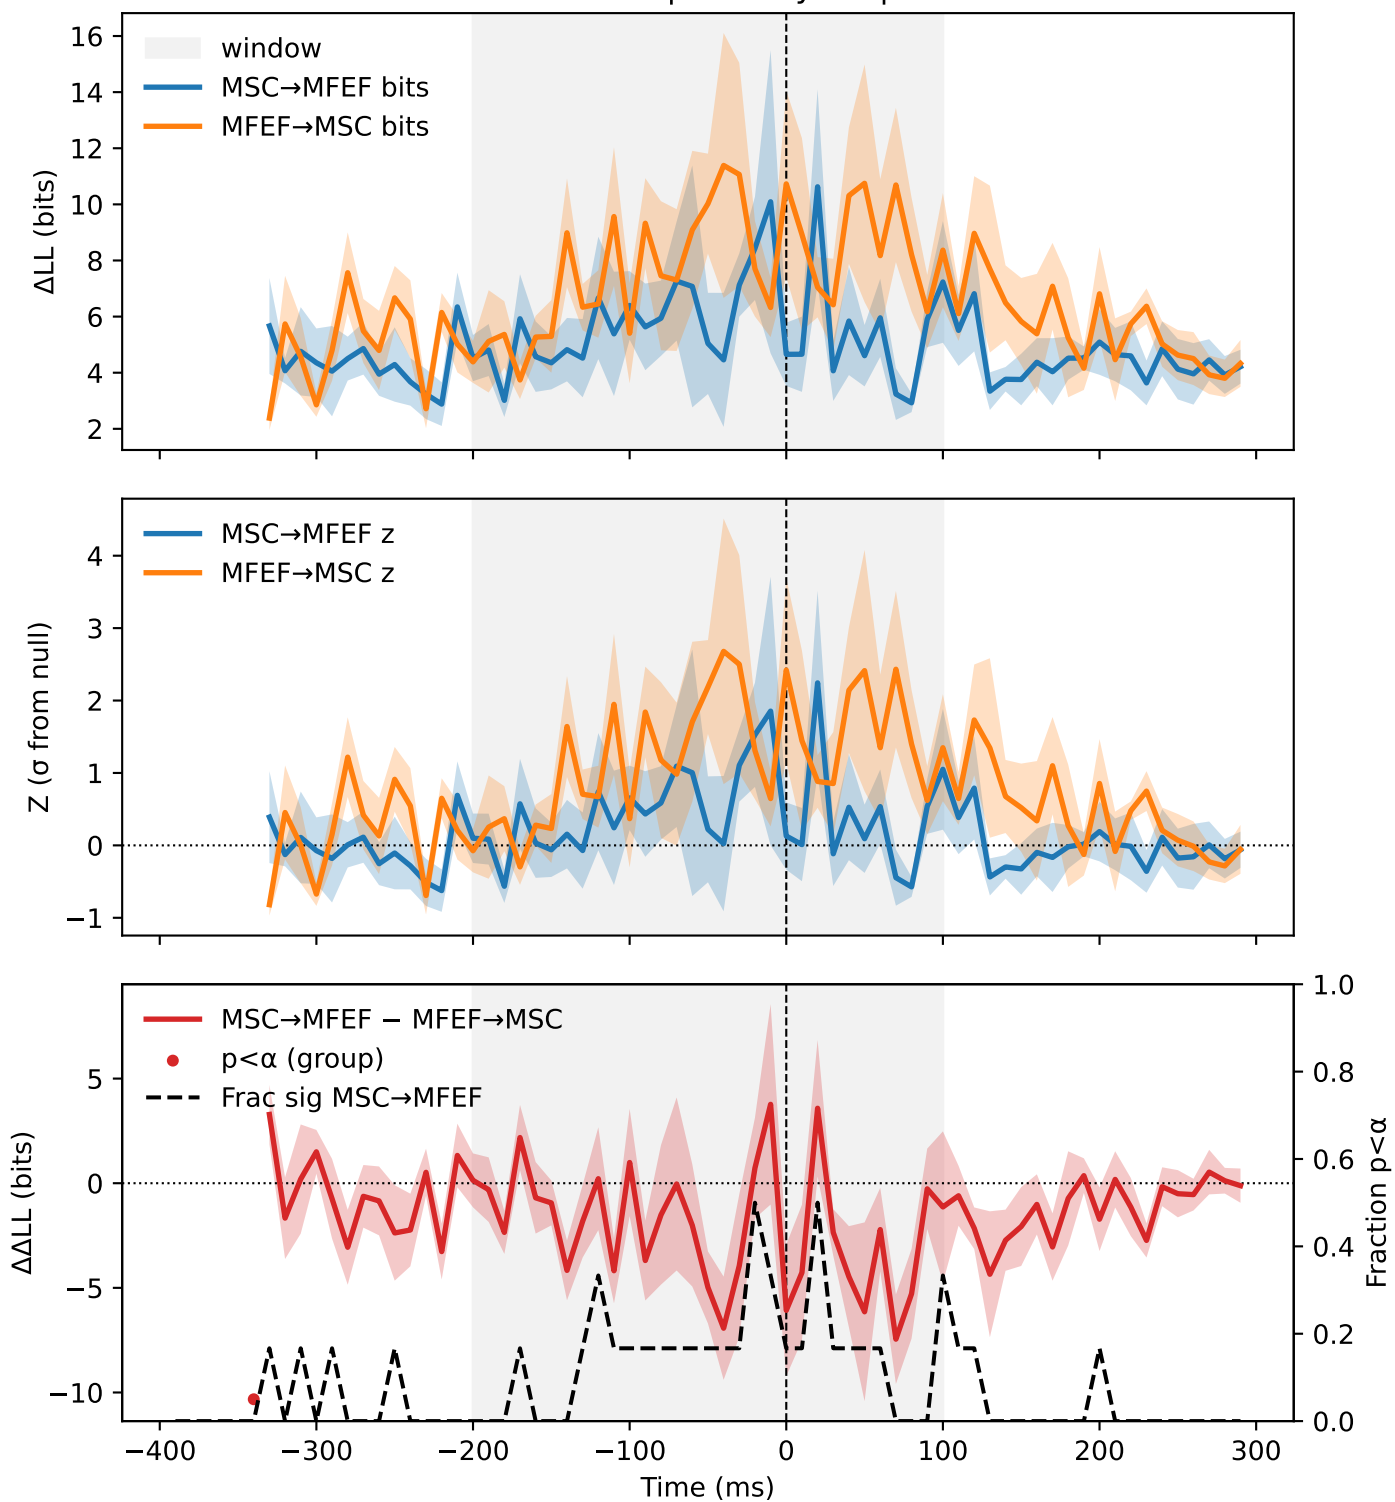 16
14
12
10
8
6
4
2
ΔLL (bits)
window
MSC→MFEF bits
MFEF→MSC bits
4
3
2
1
0
−1
Z (σ from null)
MSC→MFEF z
MFEF→MSC z
5
0
−5
−10
ΔΔLL (bits)
MSC→MFEF − MFEF→MSC
p<α (group)
Frac sig MSC→MFEF
1.0
0.8
0.6
0.4
0.2
0.0
Fraction p<α
−400
−300
−200
−100
0
100
200
300
Time (ms)